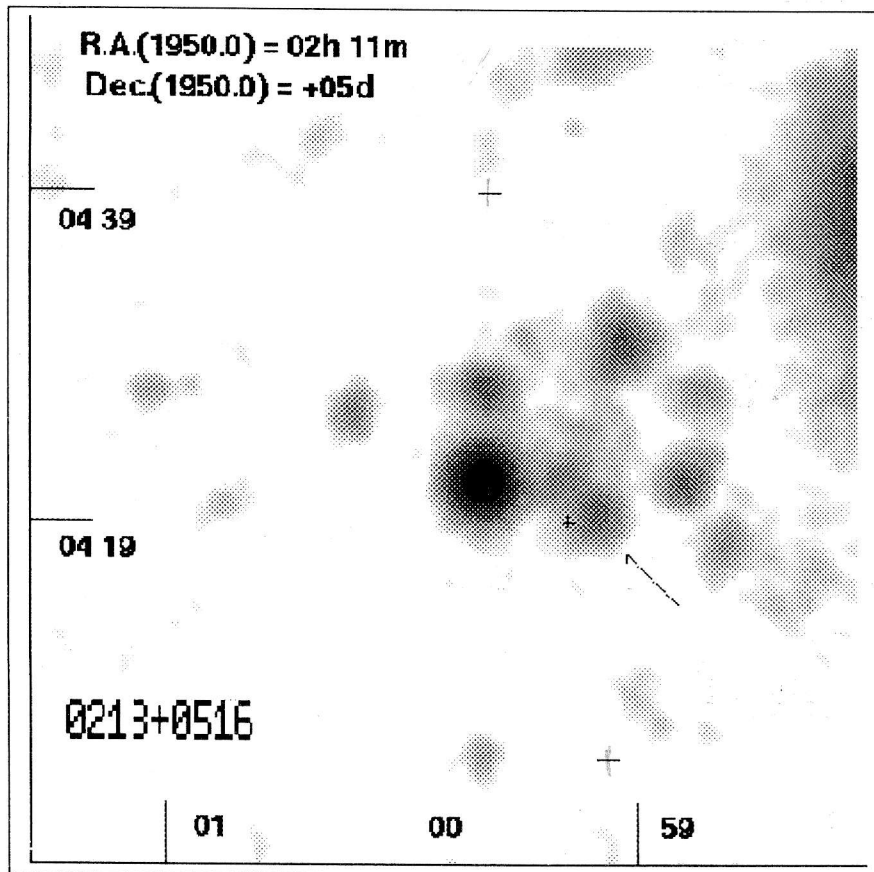 R.A.(1950.0) = 02h 11m
Dec.(1950.0) = +05d
04 39
04 19
0213+0516
01 00 59